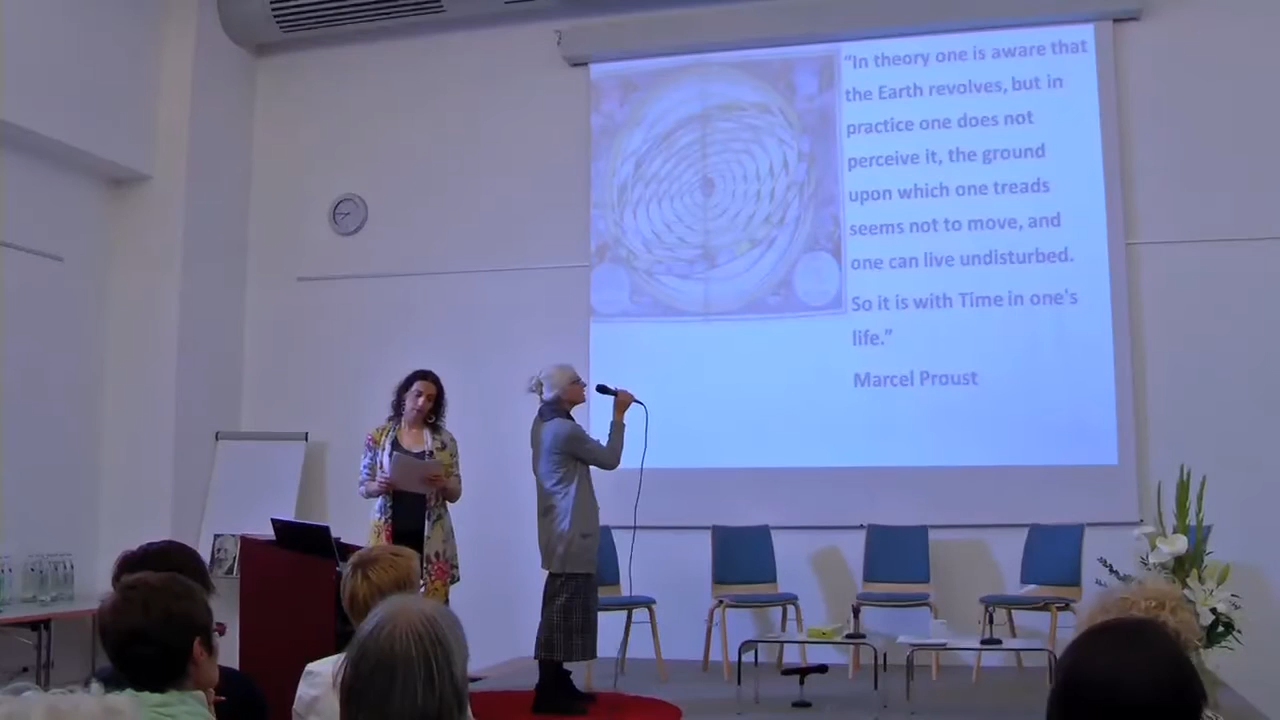 “In theory one is aware that
the Earth revolves, but in
practice one does not
perceive it, the ground
upon which one treads
seems not to move, and
one can live undisturbed.
So it is with Time in one's
life.”
Marcel Proust